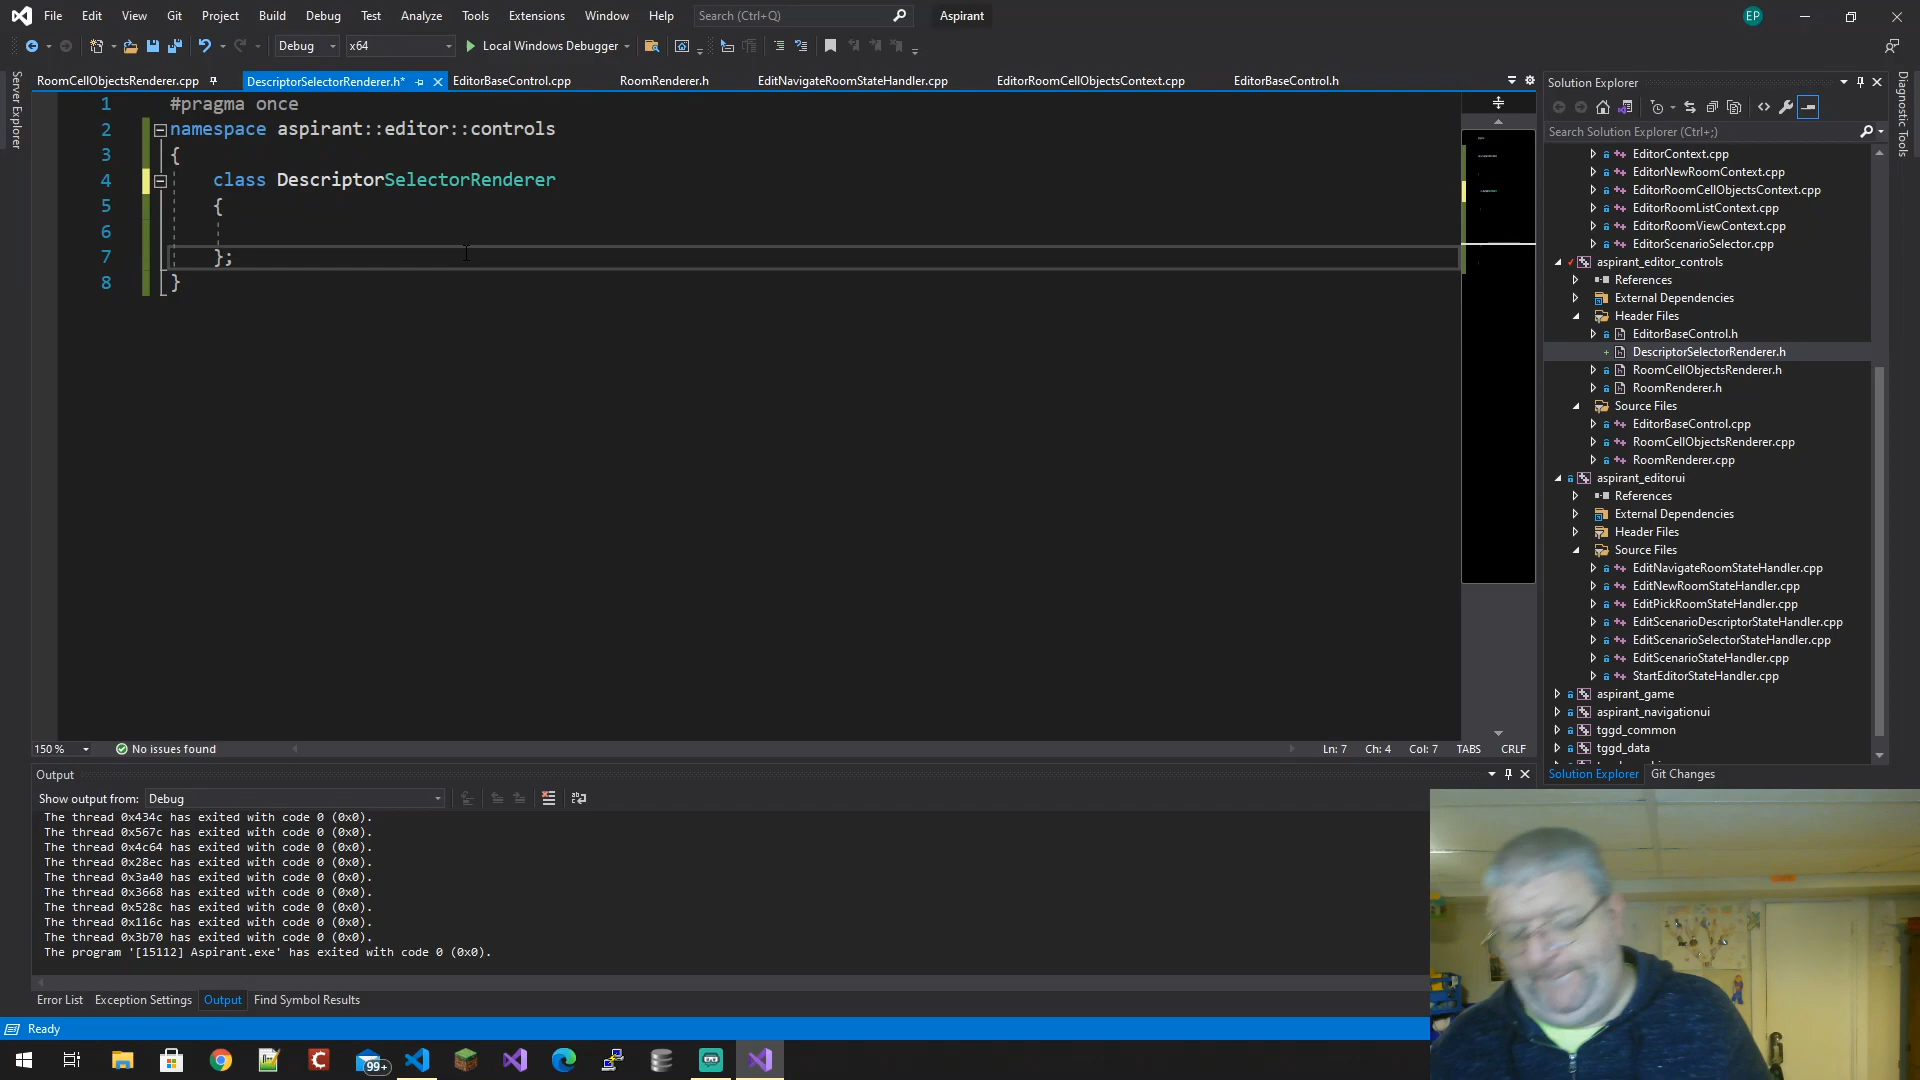 File Edit View Git Project Build Debug Test Analyze Tools Extensions Window Help Search (Ctrl+Q) Aspirant EP
Debug x64 Local Windows Debugger
RoomCellObjectsRenderer.cpp DescriptorSelectorRenderer.h* EditorBaseControl.cpp RoomRenderer.h EditNavigateRoomStateHandler.cpp EditorRoomCellObjectsContext.cpp EditorBaseControl.h
Server Explorer
1 #pragma once
2 namespace aspirant::editor::controls
3 {
4 class DescriptorSelectorRenderer
5 {
6
7 };
8 }
150 % No issues found Ln: 7 Ch: 4 Col: 7 TABS CRLF
Output
Show output from: Debug
The thread 0x434c has exited with code 0 (0x0).
The thread 0x567c has exited with code 0 (0x0).
The thread 0x4c64 has exited with code 0 (0x0).
The thread 0x28ec has exited with code 0 (0x0).
The thread 0x3a40 has exited with code 0 (0x0).
The thread 0x3668 has exited with code 0 (0x0).
The thread 0x528c has exited with code 0 (0x0).
The thread 0x116c has exited with code 0 (0x0).
The thread 0x3b70 has exited with code 0 (0x0).
The program '[15112] Aspirant.exe' has exited with code 0 (0x0).
Error List Exception Settings Output Find Symbol Results
Ready
99+
Solution Explorer
Search Solution Explorer (Ctrl+;)
EditorContext.cpp
EditorNewRoomContext.cpp
EditorRoomCellObjectsContext.cpp
EditorRoomListContext.cpp
EditorRoomViewContext.cpp
EditorScenarioSelector.cpp
aspirant_editor_controls
References
External Dependencies
Header Files
EditorBaseControl.h
DescriptorSelectorRenderer.h
RoomCellObjectsRenderer.h
RoomRenderer.h
Source Files
EditorBaseControl.cpp
RoomCellObjectsRenderer.cpp
RoomRenderer.cpp
aspirant_editorui
References
External Dependencies
Header Files
Source Files
EditNavigateRoomStateHandler.cpp
EditNewRoomStateHandler.cpp
EditPickRoomStateHandler.cpp
EditScenarioDescriptorStateHandler.cpp
EditScenarioSelectorStateHandler.cpp
EditScenarioStateHandler.cpp
StartEditorStateHandler.cpp
aspirant_game
aspirant_navigationui
tggd_common
tggd_data
Solution Explorer Git Changes
Diagnostic Tools